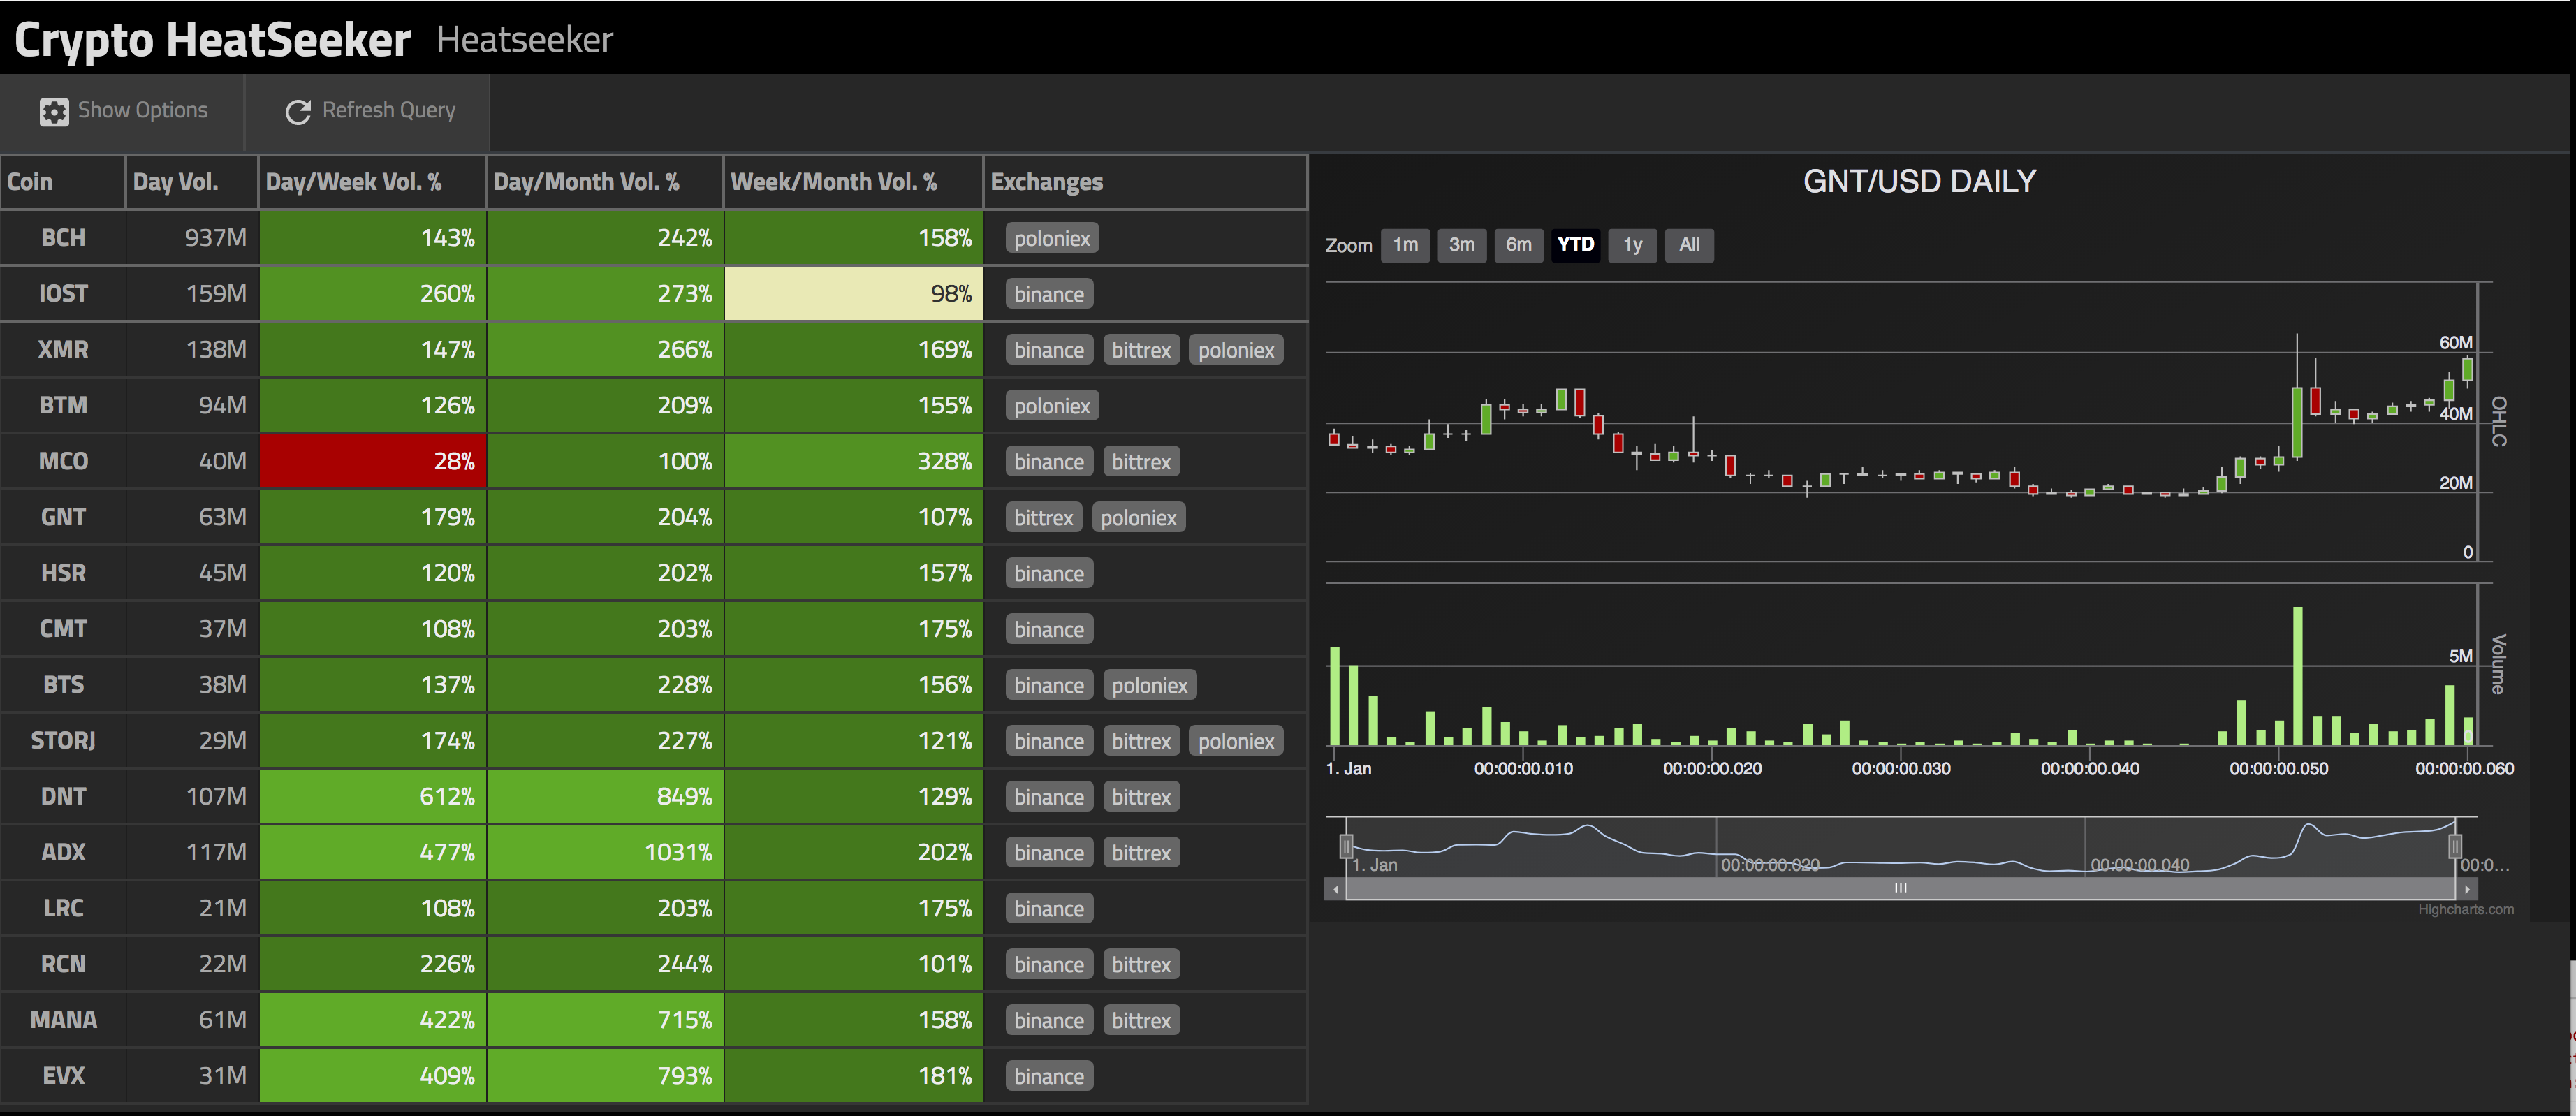 Crypto HeatSeeker Heatseeker
Show Options Refresh Query
Coin Day Vol. Day/Week Vol. % Day/Month Vol. % Week/Month Vol. % Exchanges
BCH 937M 143% 242% 158% poloniex
IOST 159M 260% 273% 98% binance
XMR 138M 147% 266% 169% binance bittrex poloniex
BTM 94M 126% 209% 155% poloniex
MCO 40M 28% 100% 328% binance bittrex
GNT 63M 179% 204% 107% bittrex poloniex
HSR 45M 120% 202% 157% binance
CMT 37M 108% 203% 175% binance
BTS 38M 137% 228% 156% binance poloniex
STORJ 29M 174% 227% 121% binance bittrex poloniex
DNT 107M 612% 849% 129% binance bittrex
ADX 117M 477% 1031% 202% binance bittrex
LRC 21M 108% 203% 175% binance
RCN 22M 226% 244% 101% binance bittrex
MANA 61M 422% 715% 158% binance bittrex
EVX 31M 409% 793% 181% binance
GNT/USD DAILY
Zoom 1m 3m 6m YTD 1y All
60M
40M
20M
0
OHLC
5M
0
Volume
1. Jan 00:00:00.010 00:00:00.020 00:00:00.030 00:00:00.040 00:00:00.050 00:00:00.060
1. Jan 00:00:00.020 00:00:00.040 00:0...
Highcharts.com